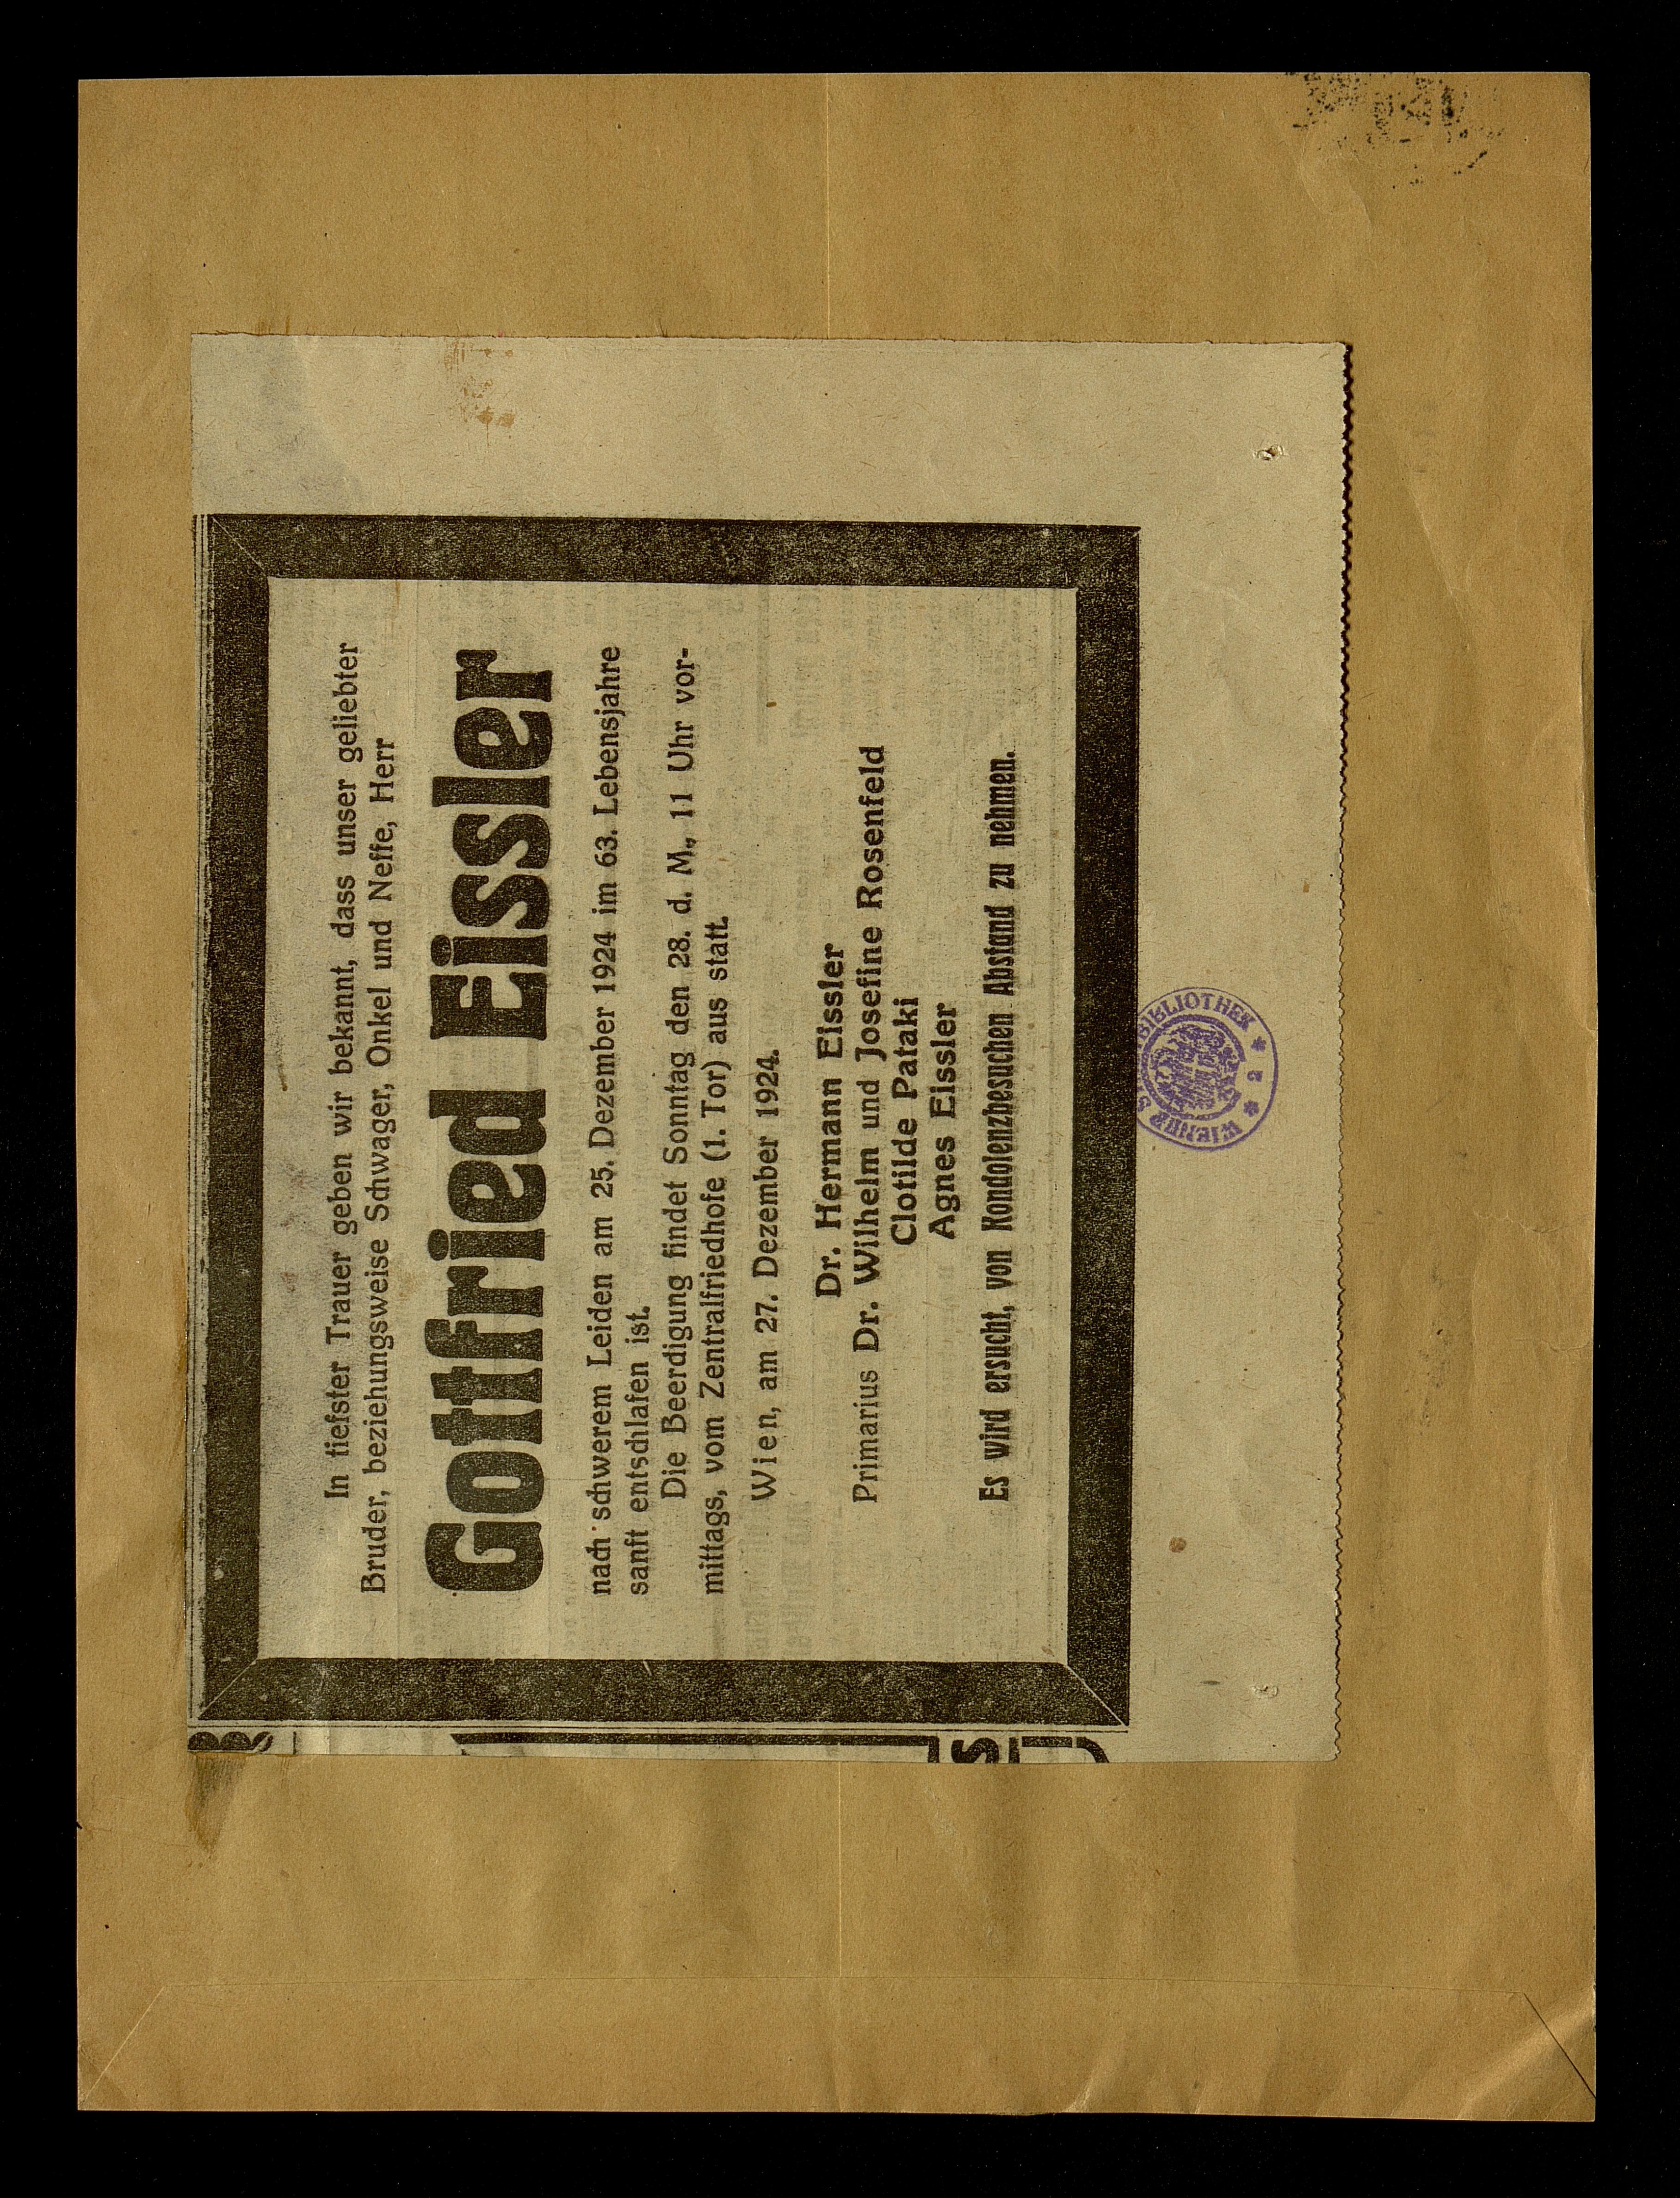 In tiefster Trauer geben wir bekannt, dass unser geliebter
Bruder, beziehungsweise Schwager, Onkel und Neffe, Herr
Gottfried Eissler
nach schwerem Leiden am 25. Dezember 1924 im 63. Lebensjahre
sanft entschlafen ist.
Die Beerdigung findet Sonntag den 28. d. M., 11 Uhr vor-
mittags, vom Zentralfriedhofe (1. Tor) aus statt.
Wien, am 27. Dezember 1924.
Dr. Hermann Eissler
Primarius Dr. Wilhelm und Josefine Rosenfeld
Clotilde Pataki
Agnes Eissler
Es wird ersucht, von Kondolenzbesuchen Abstand zu nehmen.
WIENER BIBLIOTHEK * 2 *